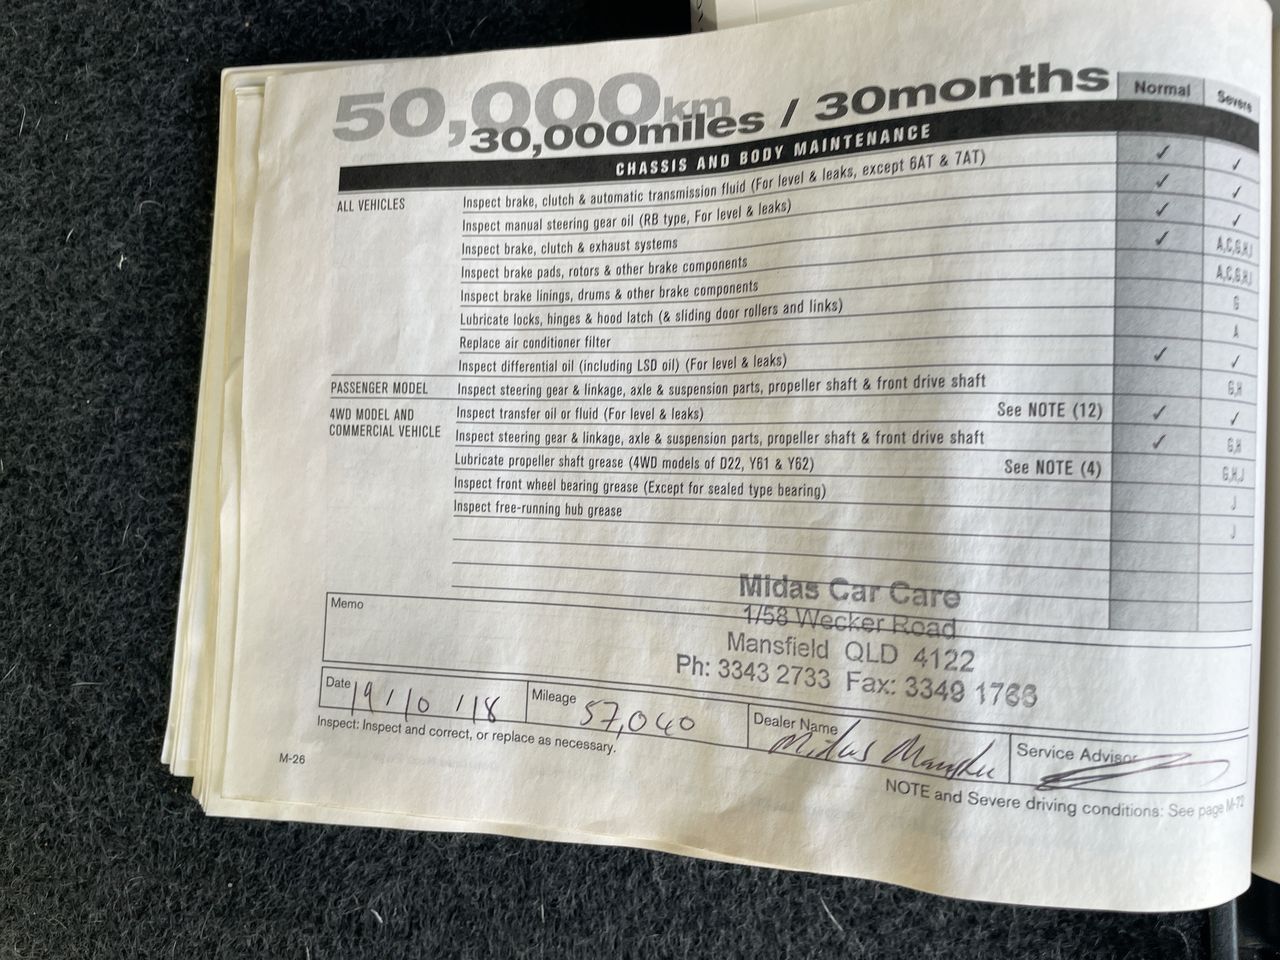 50,000km
30,000miles / 30months
Normal Severe
CHASSIS AND BODY MAINTENANCE
ALL VEHICLES Inspect brake, clutch & automatic transmission fluid (For level & leaks, except 6AT & 7AT) ✓ ✓
Inspect manual steering gear oil (RB type, For level & leaks) ✓ ✓
Inspect brake, clutch & exhaust systems ✓ ✓
Inspect brake pads, rotors & other brake components ✓ A,C,G,H,I
Inspect brake linings, drums & other brake components A,C,G,H,I
Lubricate locks, hinges & hood latch (& sliding door rollers and links) G
Replace air conditioner filter A
Inspect differential oil (including LSD oil) (For level & leaks) ✓ ✓
PASSENGER MODEL Inspect steering gear & linkage, axle & suspension parts, propeller shaft & front drive shaft G,H
4WD MODEL AND COMMERCIAL VEHICLE Inspect transfer oil or fluid (For level & leaks) See NOTE (12) ✓ ✓
Inspect steering gear & linkage, axle & suspension parts, propeller shaft & front drive shaft ✓ G,H
Lubricate propeller shaft grease (4WD models of D22, Y61 & Y62) See NOTE (4) G,H,J
Inspect front wheel bearing grease (Except for sealed type bearing) J
Inspect free-running hub grease J
Memo
Midas Car Care
1/58 Wecker Road
Mansfield QLD 4122
Ph: 3343 2733 Fax: 3349 1766
Date 19/10/18 Mileage 57,040 Dealer Name Midas Mansfield Service Advisor
Inspect: Inspect and correct, or replace as necessary.
NOTE and Severe driving conditions: See page M-72
M-26